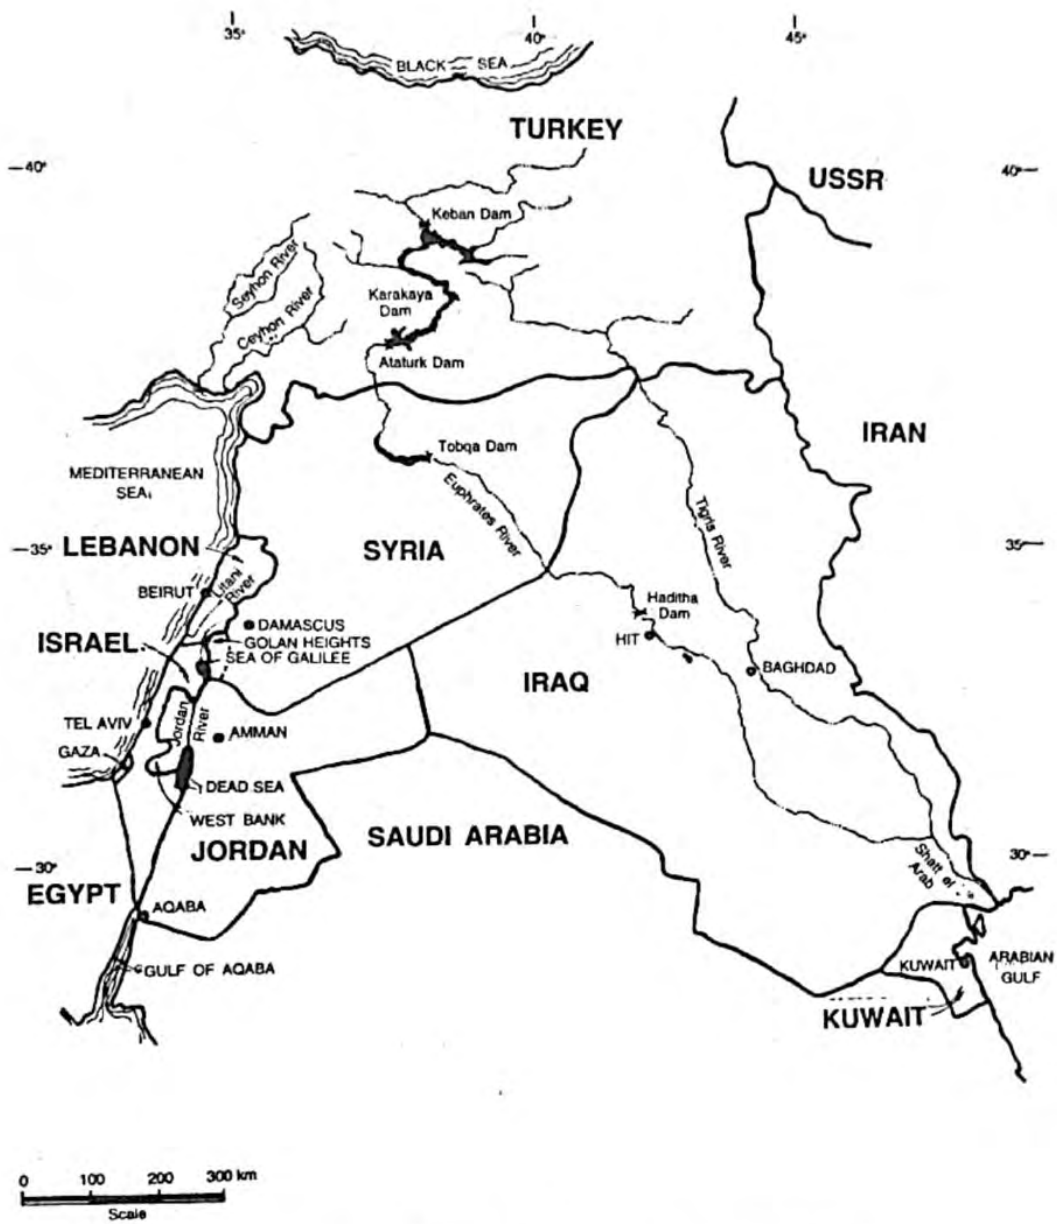 35°
40°
45°
BLACK SEA
TURKEY
40°
USSR
40°
Keban Dam
Seyhon River
Karakaya
Dam
Ceyhon River
Ataturk Dam
IRAN
Tobqa Dam
MEDITERRANEAN
SEA
Euphrates River
Tigris River
35°
LEBANON
SYRIA
35°
BEIRUT
Litani
River
Haditha
Dam
DAMASCUS
HIT
GOLAN HEIGHTS
ISRAEL
SEA OF GALILEE
BAGHDAD
IRAQ
TEL AVIV
Jordan
River
AMMAN
GAZA
DEAD SEA
WEST BANK
SAUDI ARABIA
JORDAN
30°
30°
Shatt al
Arab
EGYPT
AQABA
GULF OF AQABA
KUWAIT
ARABIAN
GULF
KUWAIT
0 100 200 300 km
Scale